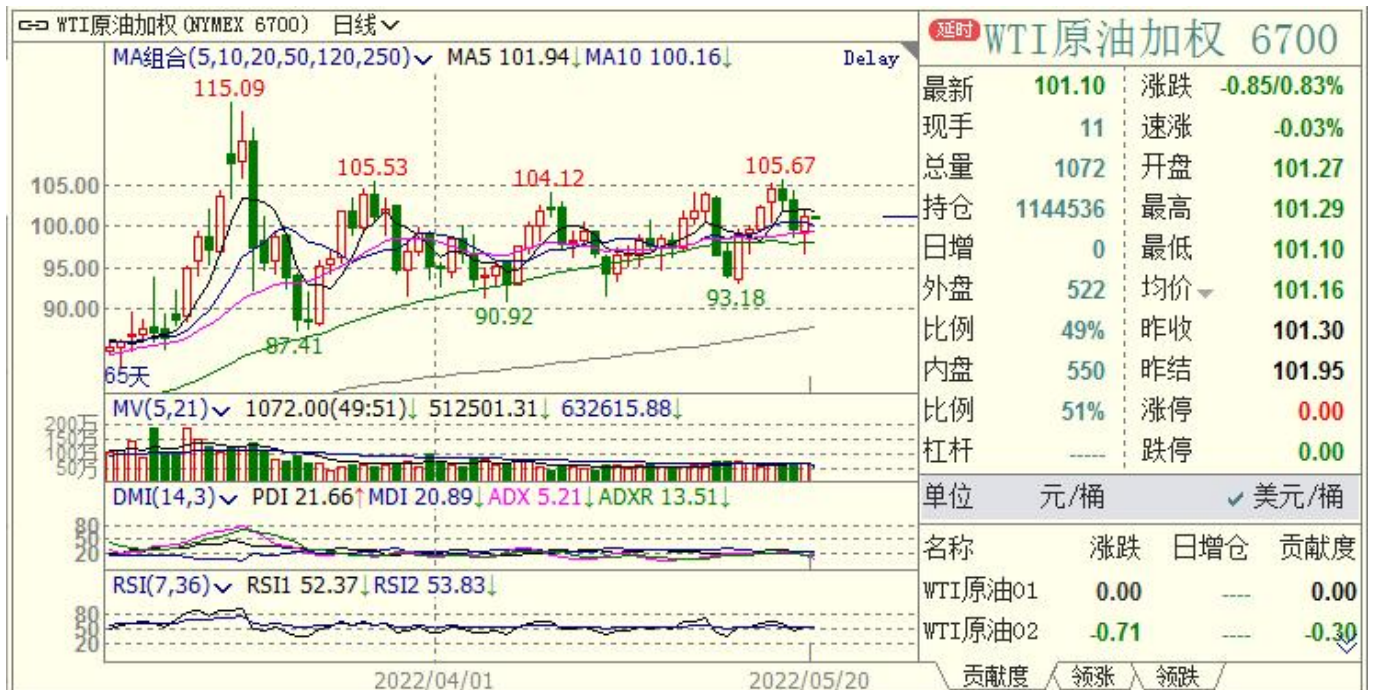 WTI原油加权(NYMEX 6700) 日线
MA组合(5,10,20,50,120,250) MA5 101.94↓MA10 100.16↓ Delay
115.09
105.53
104.12
105.67
105.00
100.00
95.00
90.00
93.18
90.92
87.41
65天
MV(5,21) 1072.00(49:51)↓ 512501.31↓ 632615.88↓
200万
150万
100万
50万
DMI(14,3) PDI 21.66↑MDI 20.89↓ADX 5.21↓ADXR 13.51↓
80
50
20
RSI(7,36) RSI1 52.37↓RSI2 53.83↓
80
50
20
2022/04/01 2022/05/20
延时 WTI原油加权 6700
最新 101.10 涨跌 -0.85/0.83%
现手 11 速涨 -0.03%
总量 1072 开盘 101.27
持仓 1144536 最高 101.29
日增 0 最低 101.10
外盘 522 均价 101.16
比例 49% 昨收 101.30
内盘 550 昨结 101.95
比例 51% 涨停 0.00
杠杆 ----- 跌停 0.00
单位 元/桶 ✓美元/桶
名称 涨跌 日增仓 贡献度
WTI原油01 0.00 ---- 0.00
WTI原油02 -0.71 ---- -0.30
贡献度 领涨 领跌